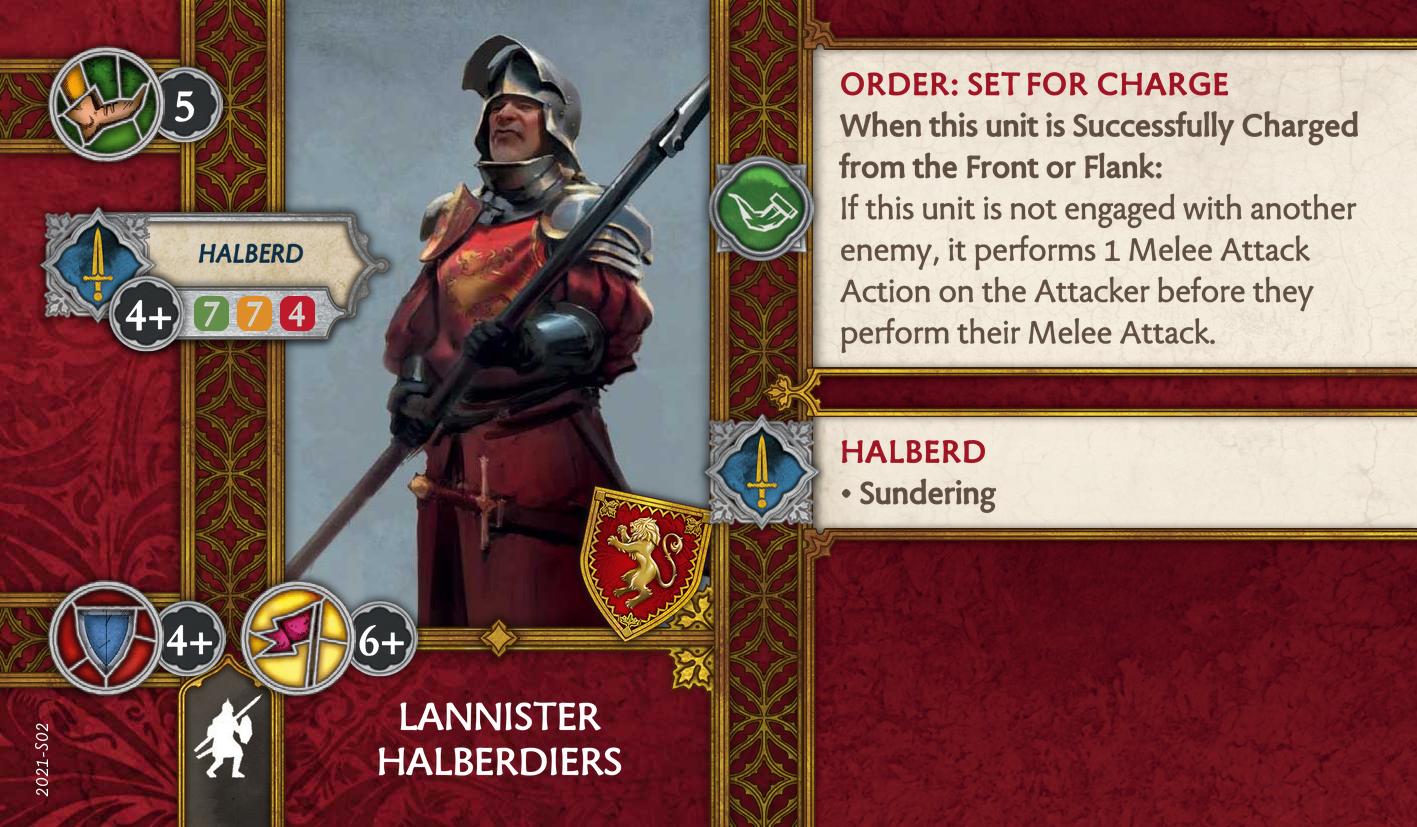 5
HALBERD
4+ 7 7 4
4+ 6+
LANNISTER
HALBERDIERS
2021-S02
ORDER: SET FOR CHARGE
When this unit is Successfully Charged
from the Front or Flank:
If this unit is not engaged with another
enemy, it performs 1 Melee Attack
Action on the Attacker before they
perform their Melee Attack.
HALBERD
• Sundering